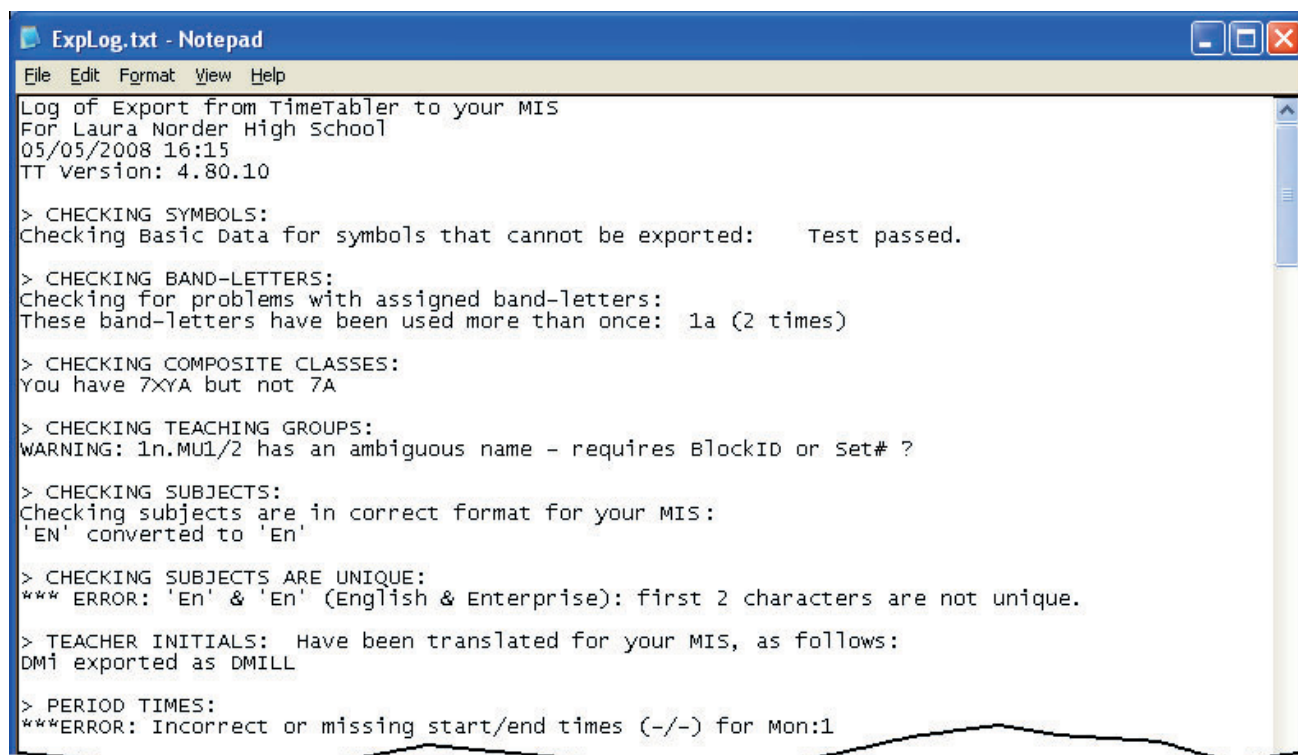 ExpLog.txt - Notepad
File Edit Format View Help
Log of Export from TimeTabler to your MIS
For Laura Norder High School
05/05/2008 16:15
TT Version: 4.80.10
> CHECKING SYMBOLS:
Checking Basic Data for symbols that cannot be exported: Test passed.
> CHECKING BAND-LETTERS:
Checking for problems with assigned band-letters:
These band-letters have been used more than once: 1a (2 times)
> CHECKING COMPOSITE CLASSES:
You have 7XYA but not 7A
> CHECKING TEACHING GROUPS:
WARNING: 1n.MU1/2 has an ambiguous name - requires BlockID or Set# ?
> CHECKING SUBJECTS:
Checking subjects are in correct format for your MIS:
'EN' converted to 'En'
> CHECKING SUBJECTS ARE UNIQUE:
*** ERROR: 'En' & 'En' (English & Enterprise): first 2 characters are not unique.
> TEACHER INITIALS: Have been translated for your MIS, as follows:
DMi exported as DMILL
> PERIOD TIMES:
***ERROR: Incorrect or missing start/end times (-/-) for Mon:1